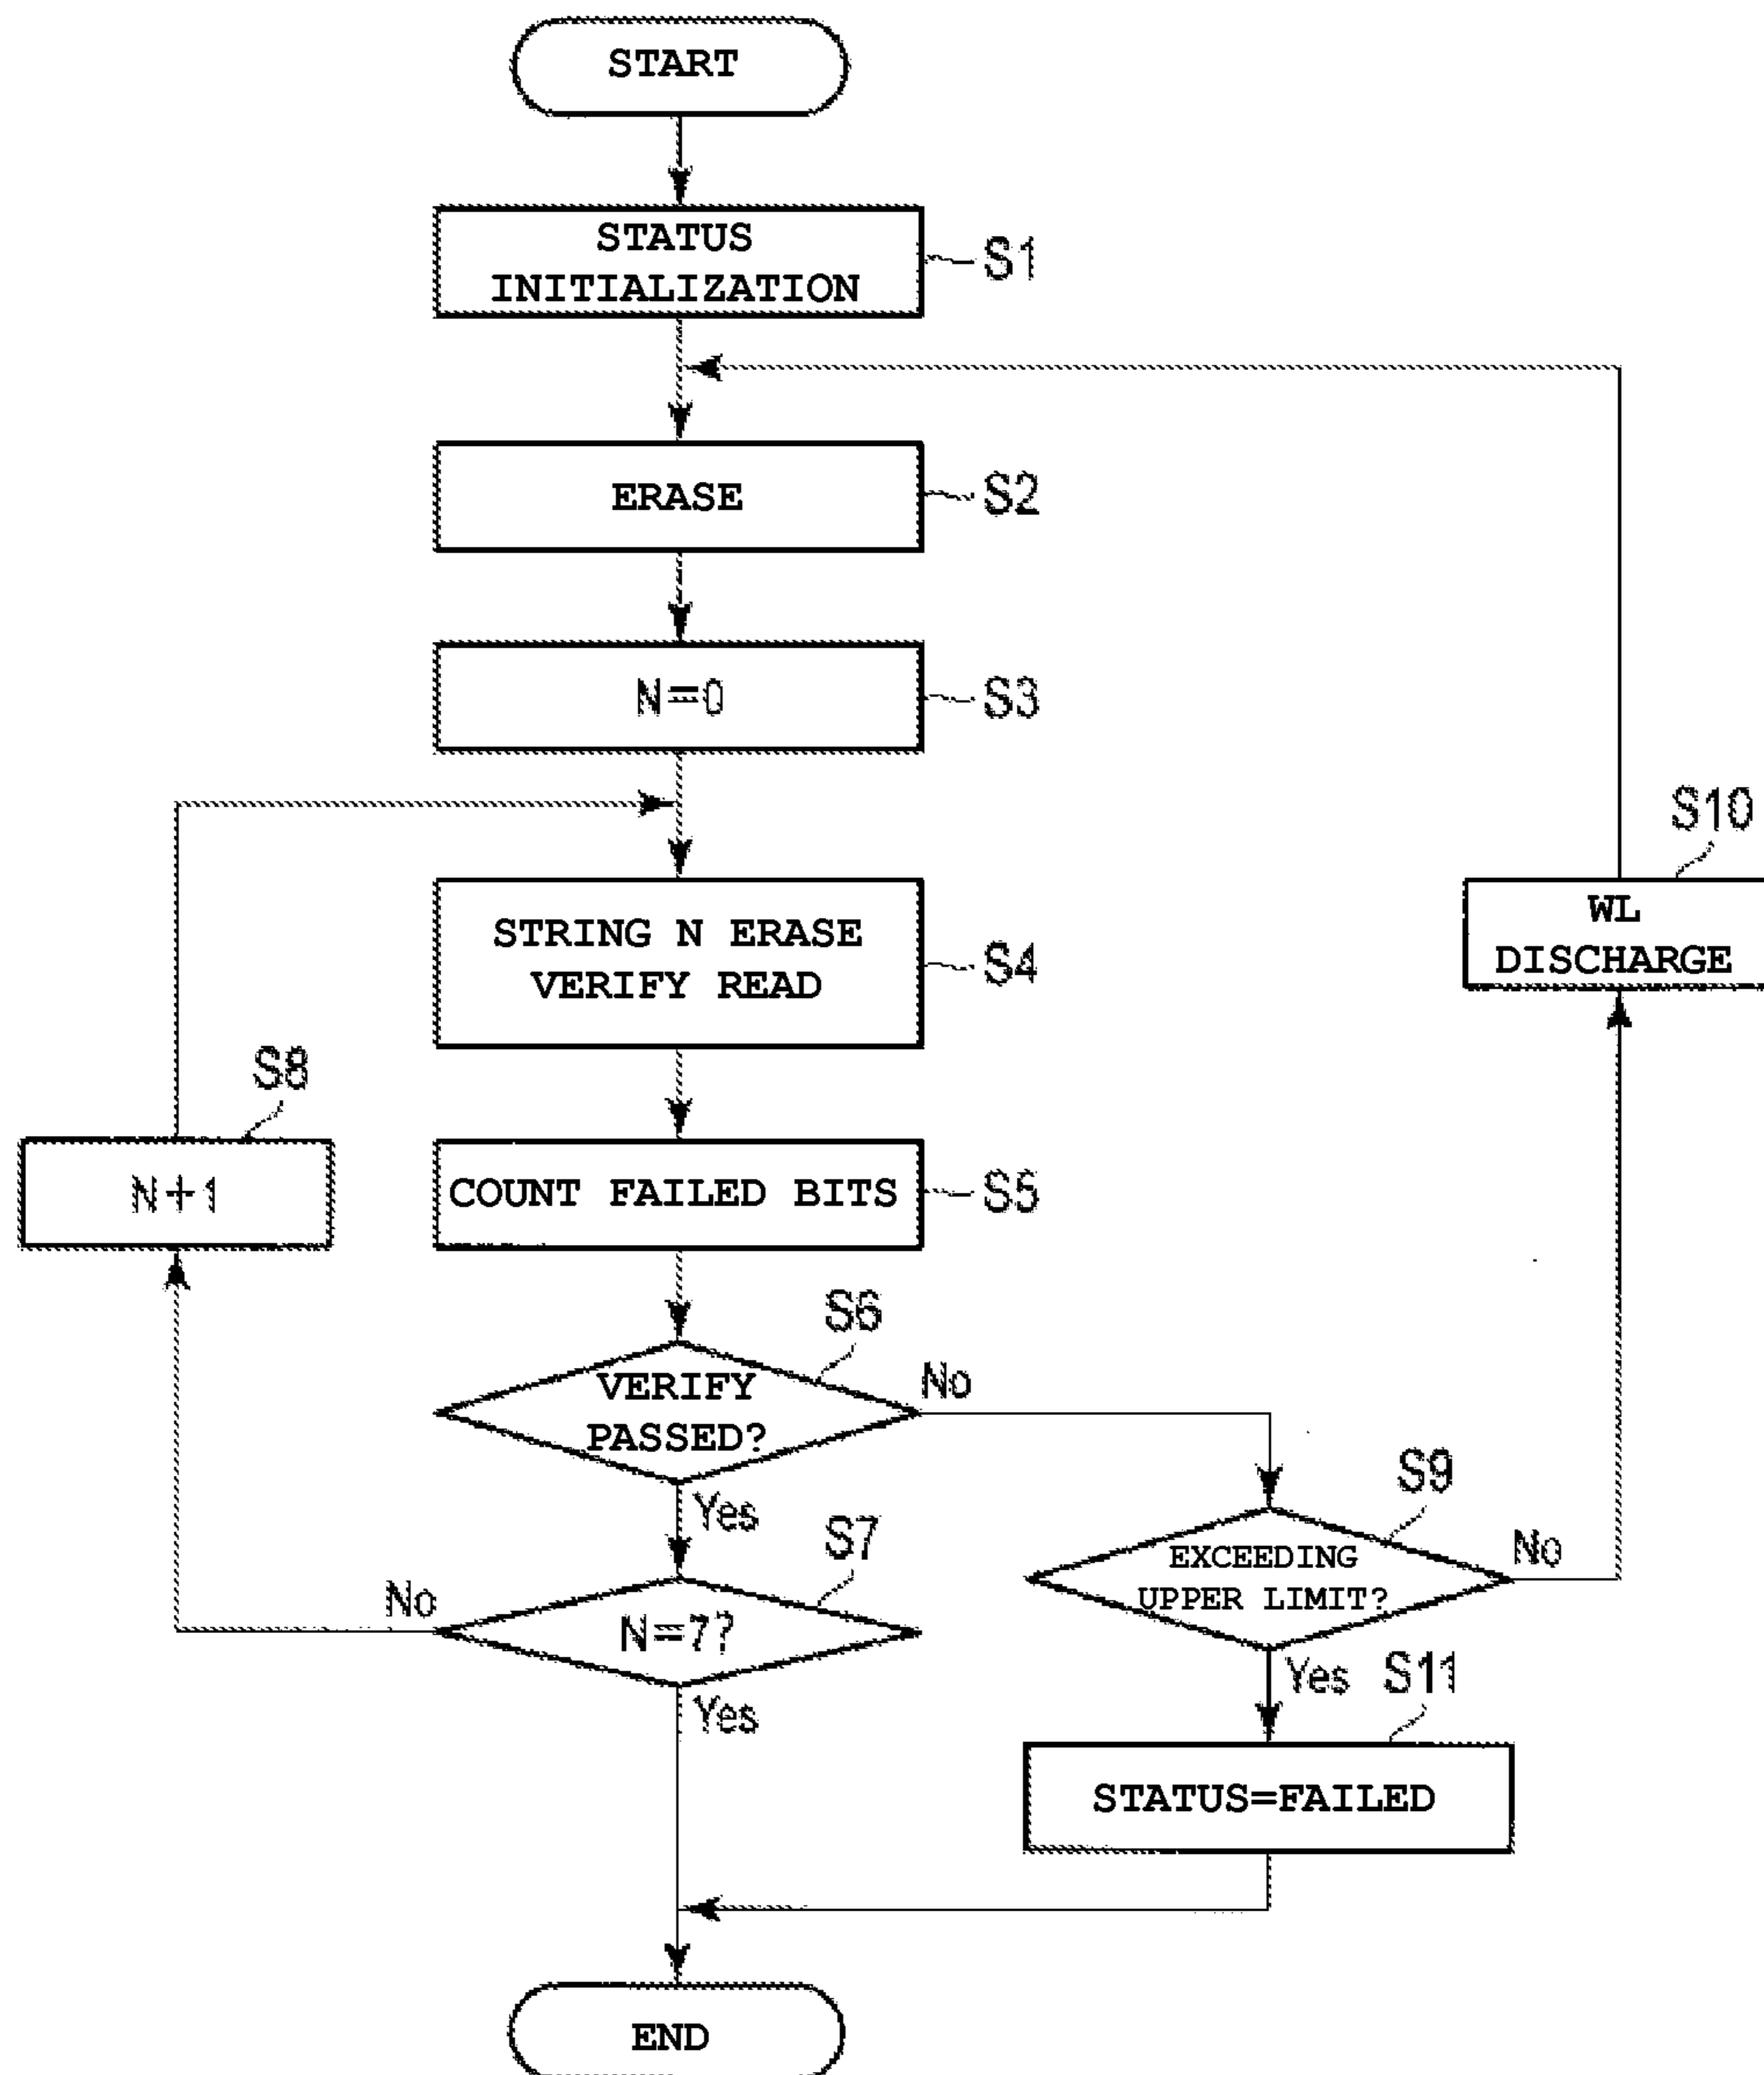 START
STATUS
INITIALIZATION
S1
ERASE
S2
N=0
S3
S10
WL
DISCHARGE
STRING N ERASE
VERIFY READ
S4
S8
N+1
COUNT FAILED BITS
S5
S6
VERIFY
PASSED?
No
Yes
S9
EXCEEDING
UPPER LIMIT?
No
S7
No
N=7?
Yes
Yes
S11
STATUS=FAILED
END